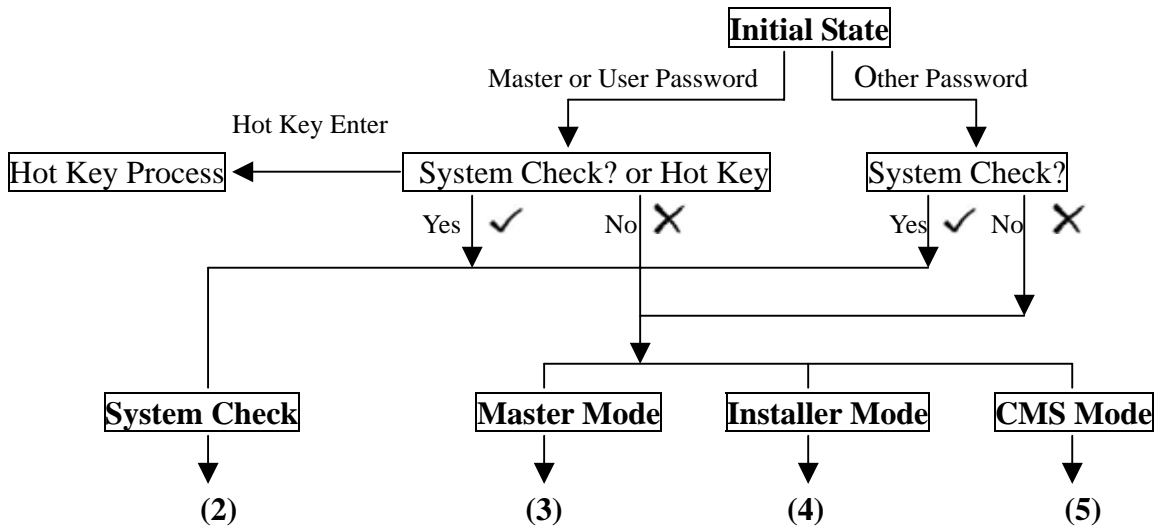 Initial State
Master or User Password
Other Password
Hot Key Enter
Hot Key Process
System Check? or Hot Key
System Check?
Yes
No
Yes
No
System Check
Master Mode
Installer Mode
CMS Mode
(2)
(3)
(4)
(5)